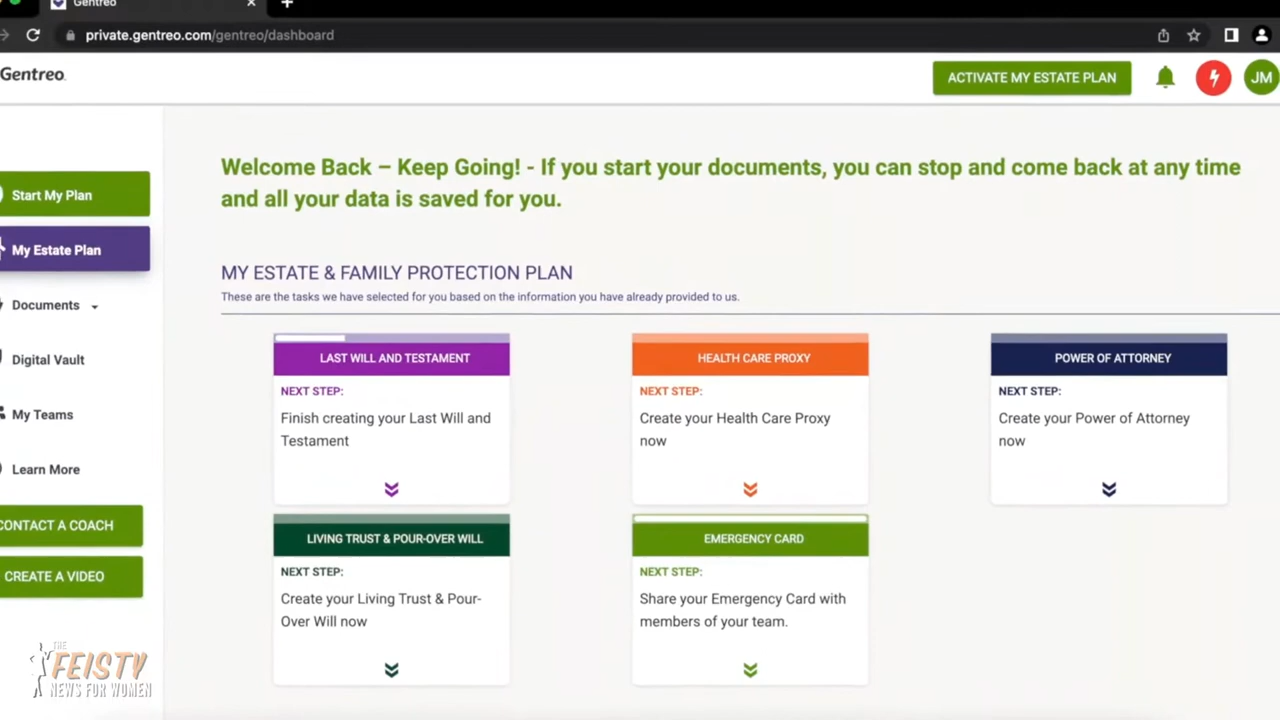 Gentreo
private.gentreo.com/gentreo/dashboard
Gentreo
ACTIVATE MY ESTATE PLAN
JM
Start My Plan
My Estate Plan
Documents
Digital Vault
My Teams
Learn More
CONTACT A COACH
CREATE A VIDEO
Welcome Back – Keep Going! - If you start your documents, you can stop and come back at any time
and all your data is saved for you.
MY ESTATE & FAMILY PROTECTION PLAN
These are the tasks we have selected for you based on the information you have already provided to us.
LAST WILL AND TESTAMENT
NEXT STEP:
Finish creating your Last Will and
Testament
HEALTH CARE PROXY
NEXT STEP:
Create your Health Care Proxy
now
POWER OF ATTORNEY
NEXT STEP:
Create your Power of Attorney
now
LIVING TRUST & POUR-OVER WILL
NEXT STEP:
Create your Living Trust & Pour-
Over Will now
EMERGENCY CARD
NEXT STEP:
Share your Emergency Card with
members of your team.
THE
FEISTY
NEWS FOR WOMEN